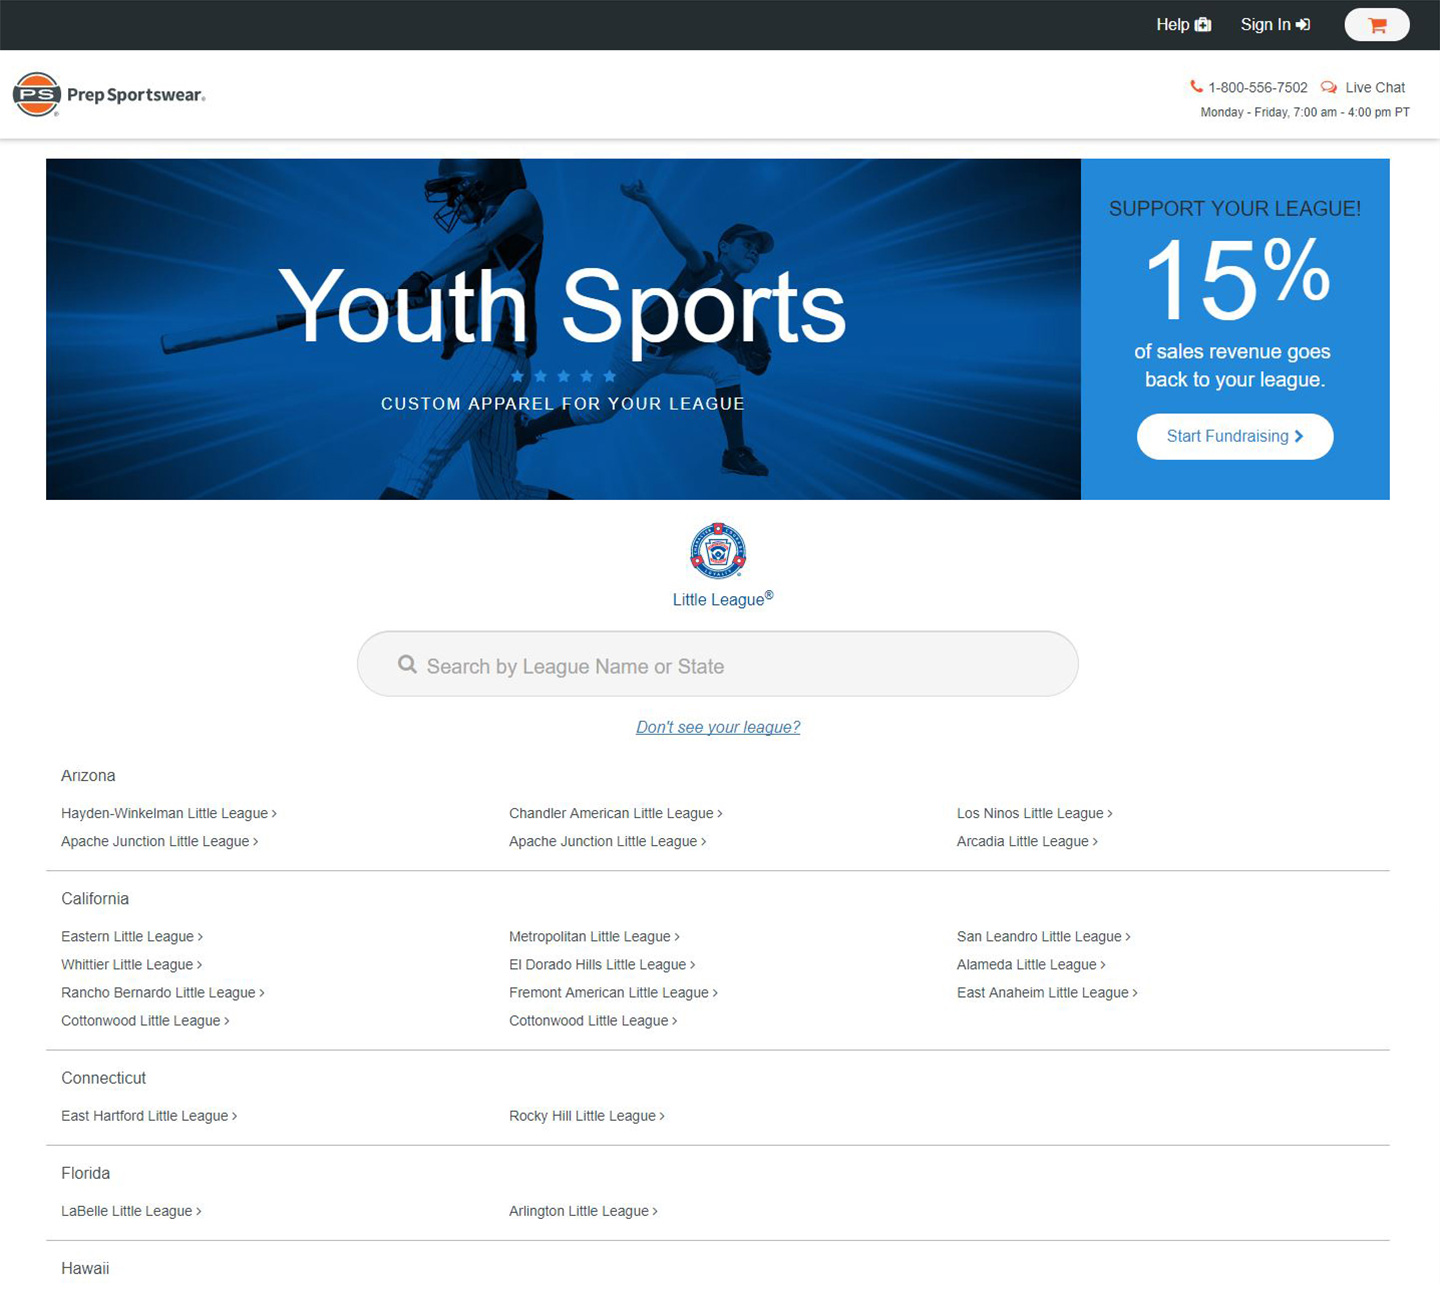 Help
Sign In
PS Prep Sportswear®
1-800-556-7502 Live Chat
Monday - Friday, 7:00 am - 4:00 pm PT
Youth Sports
CUSTOM APPAREL FOR YOUR LEAGUE
SUPPORT YOUR LEAGUE!
15%
of sales revenue goes
back to your league.
Start Fundraising
Little League®
Search by League Name or State
Don't see your league?
Arizona
Hayden-Winkelman Little League
Chandler American Little League
Los Ninos Little League
Apache Junction Little League
Apache Junction Little League
Arcadia Little League
California
Eastern Little League
Metropolitan Little League
San Leandro Little League
Whittier Little League
El Dorado Hills Little League
Alameda Little League
Rancho Bernardo Little League
Fremont American Little League
East Anaheim Little League
Cottonwood Little League
Cottonwood Little League
Connecticut
East Hartford Little League
Rocky Hill Little League
Florida
LaBelle Little League
Arlington Little League
Hawaii